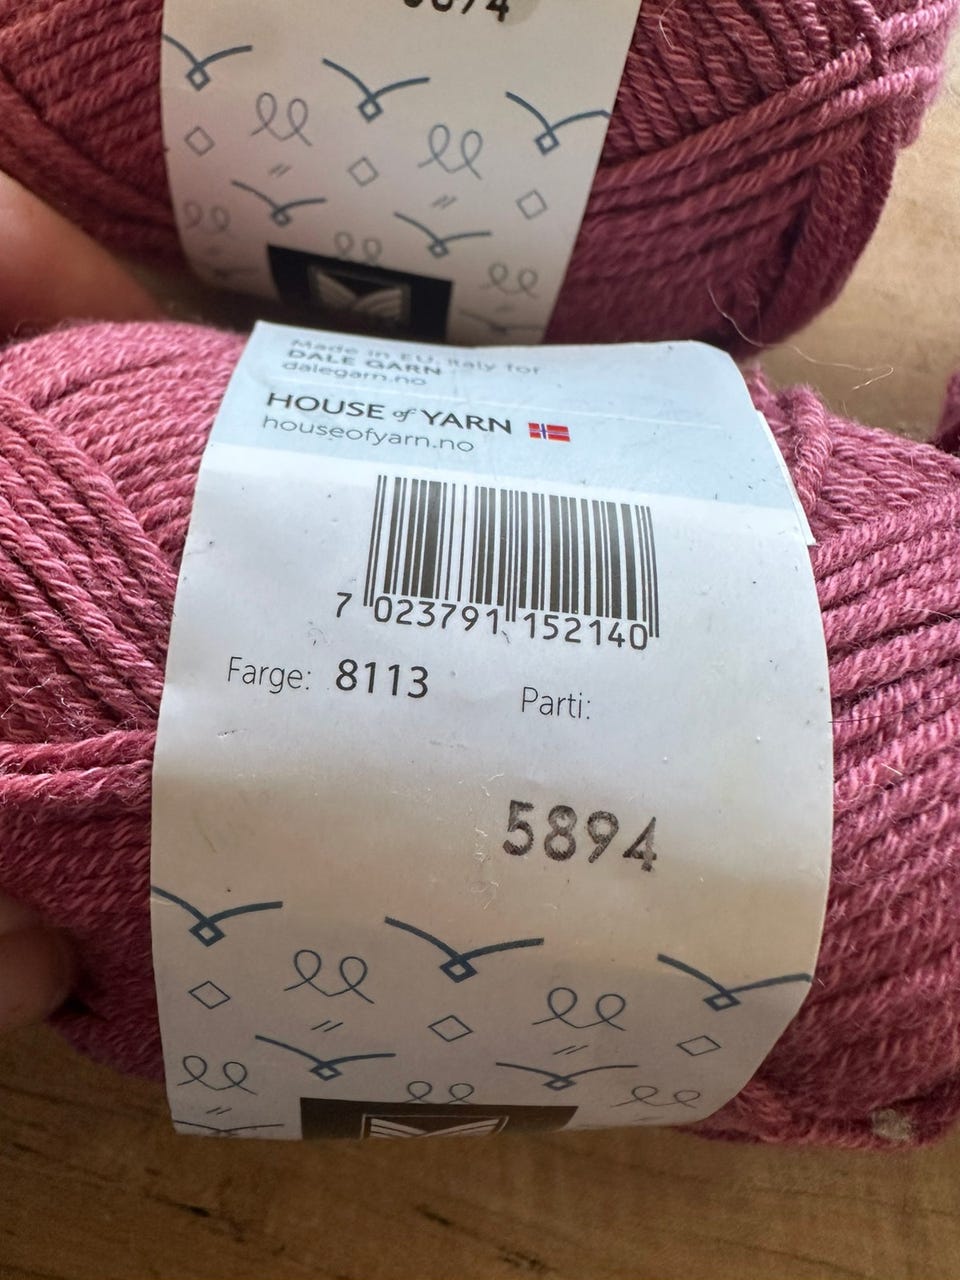 5894
Made in EU, Italy for
DALE GARN
dalegarn.no
HOUSE of YARN
houseofyarn.no
7 023791 152140
Farge: 8113
Parti:
5894